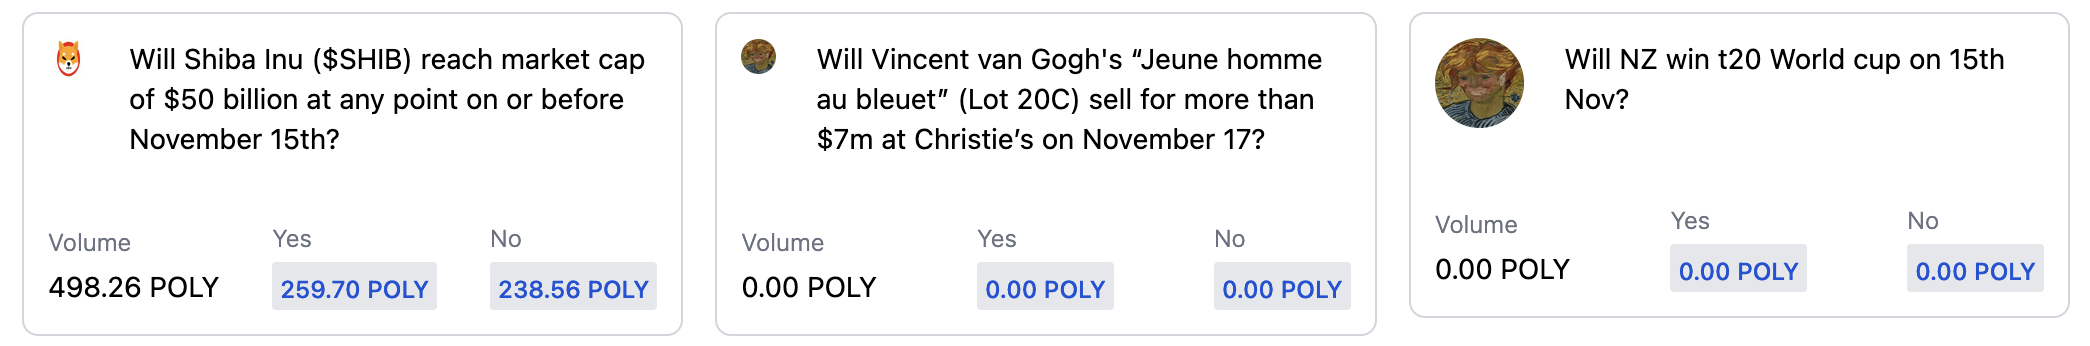 Will Shiba Inu ($SHIB) reach market cap
of $50 billion at any point on or before
November 15th?
Volume
Yes
No
498.26 POLY
259.70 POLY
238.56 POLY
Will Vincent van Gogh's “Jeune homme
au bleuet” (Lot 20C) sell for more than
$7m at Christie’s on November 17?
Volume
Yes
No
0.00 POLY
0.00 POLY
0.00 POLY
Will NZ win t20 World cup on 15th
Nov?
Volume
Yes
No
0.00 POLY
0.00 POLY
0.00 POLY